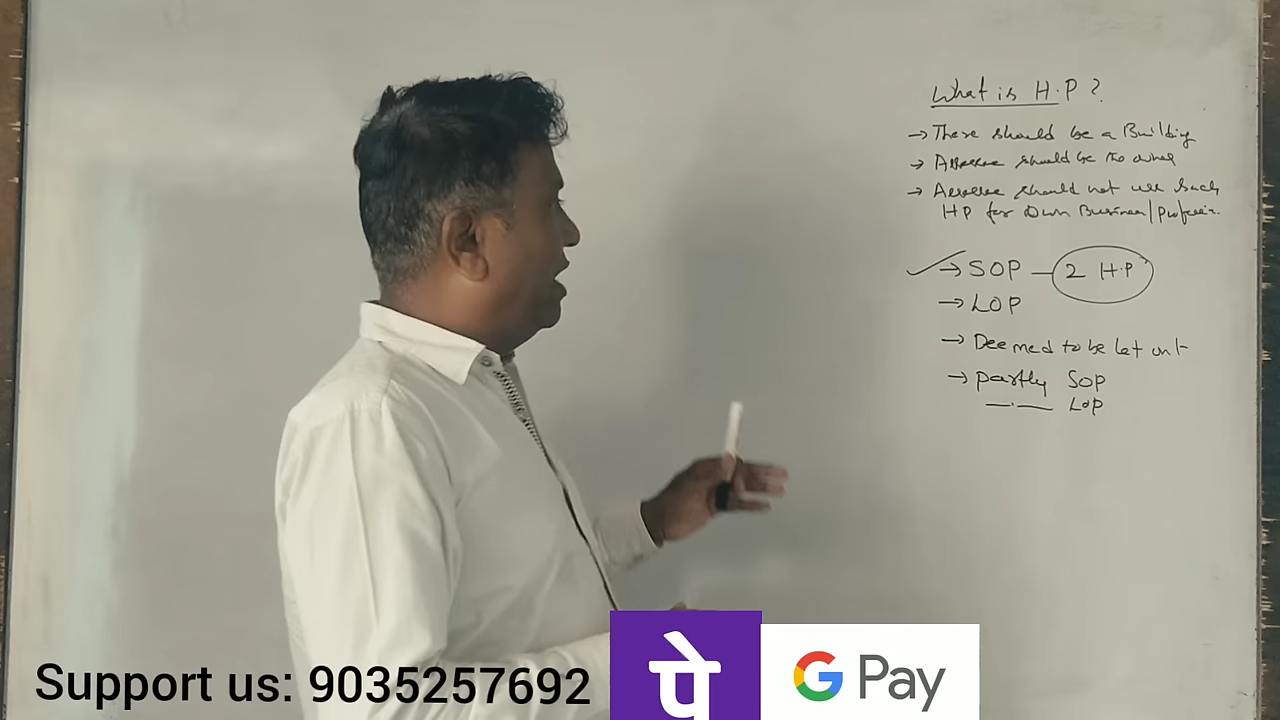 What is H.P ?
→ There should be a Building
→ Assessee should be the owner
→ Assessee should not use such
HP for Own Business/Profession.
→ SOP — 2 H.P
→ LOP
→ Deemed to be let out
→ Partly SOP
—·— LOP
Support us: 9035257692
पे
G Pay